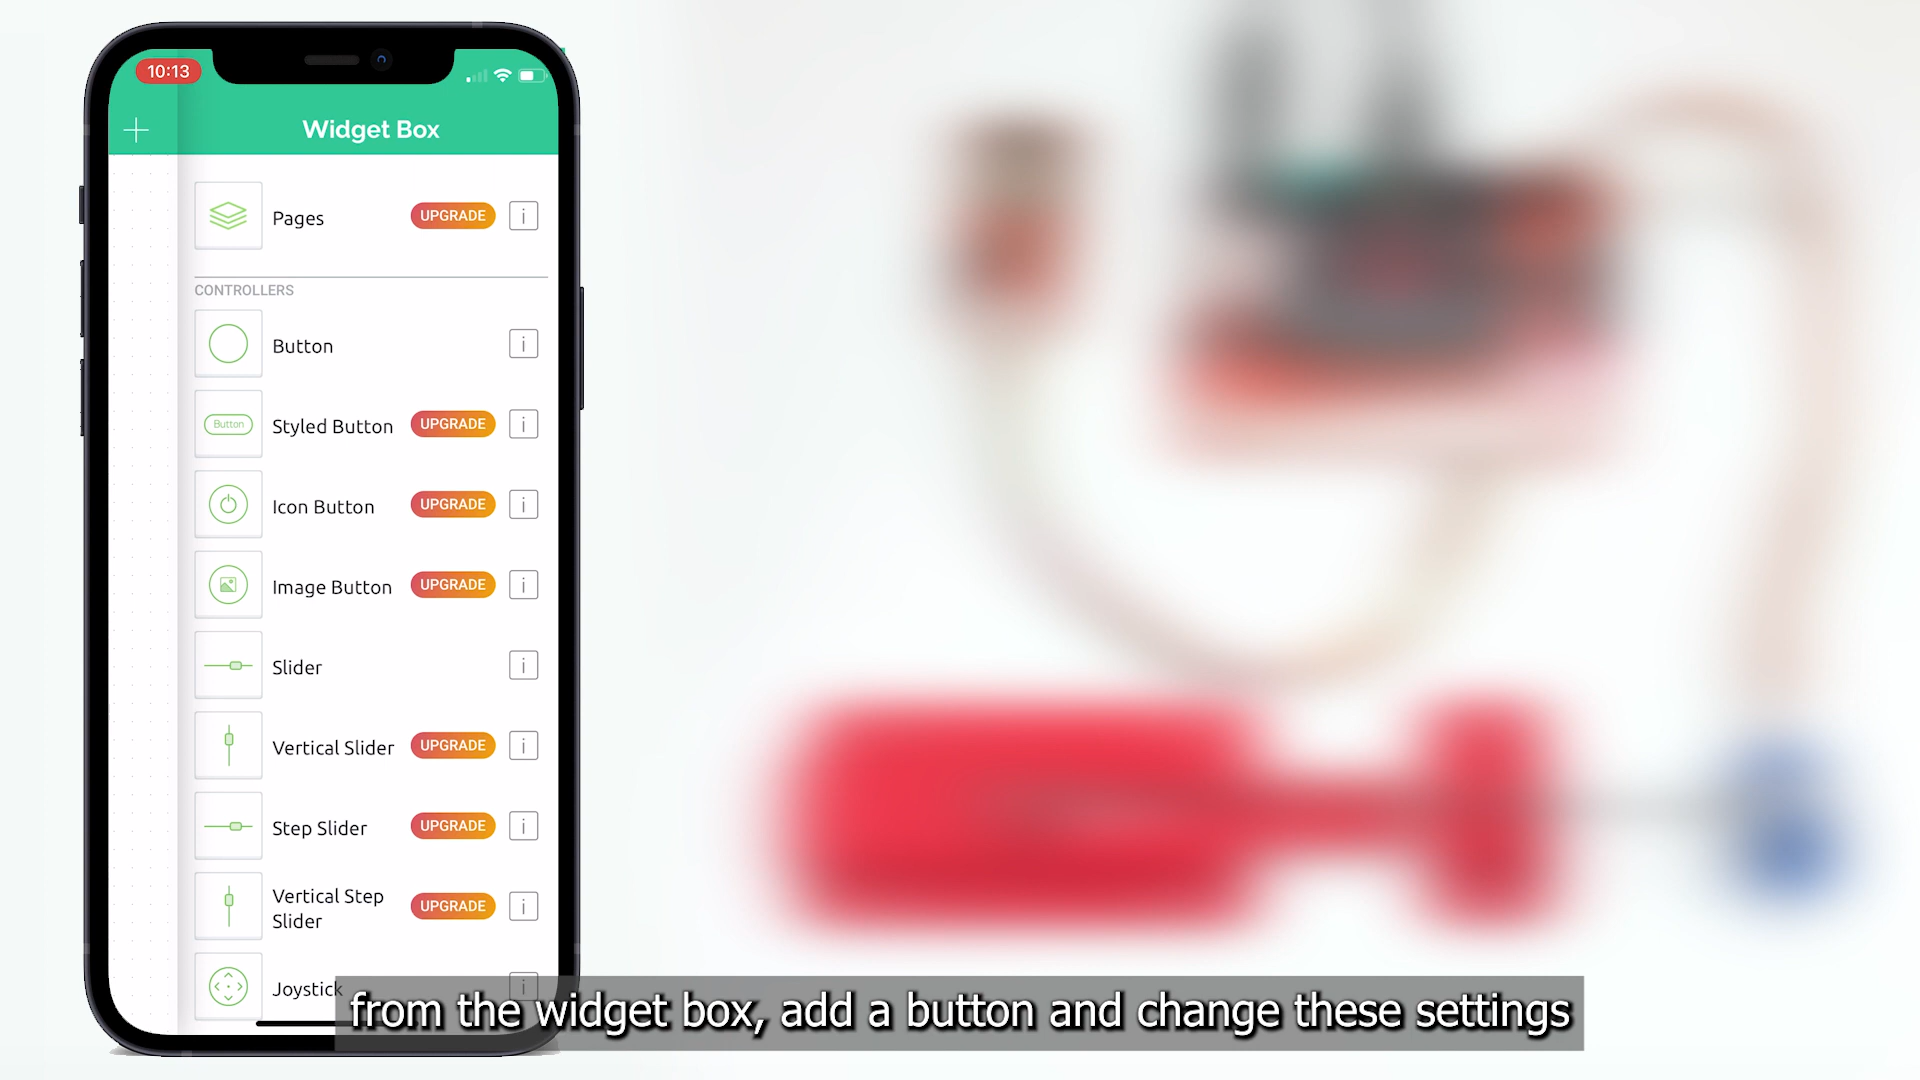 10:13
Widget Box
Pages
UPGRADE
i
CONTROLLERS
Button
i
Button
Styled Button
UPGRADE
i
Icon Button
UPGRADE
i
Image Button
UPGRADE
i
Slider
i
Vertical Slider
UPGRADE
i
Step Slider
UPGRADE
i
Vertical Step
Slider
UPGRADE
i
Joystick
i
from the widget box, add a button and change these settings